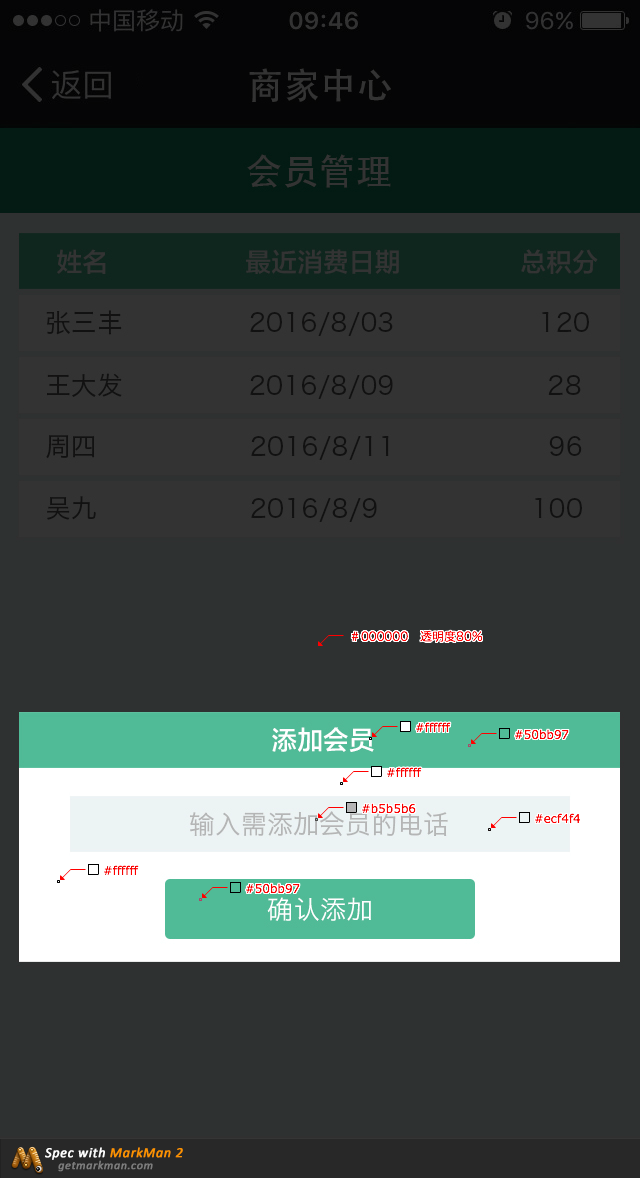 中国移动 09:46 96%
返回 商家中心
会员管理
姓名 最近消费日期 总积分
张三丰 2016/8/03 120
王大发 2016/8/09 28
周四 2016/8/11 96
吴九 2016/8/9 100
#000000 透明度80%
添加会员 #ffffff #50bb97
#ffffff
输入需添加会员的电话 #b5b5b6 #ecf4f4
#ffffff
#50bb97
确认添加
Spec with MarkMan 2
getmarkman.com